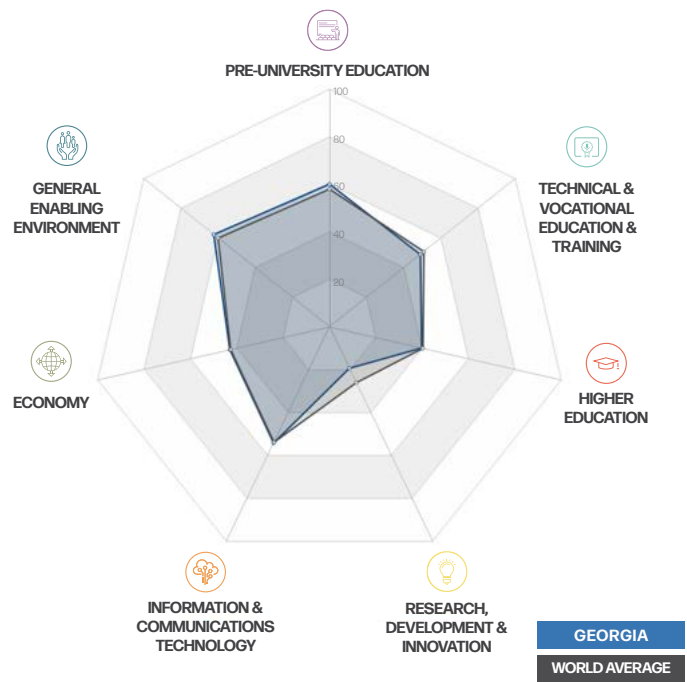 PRE-UNIVERSITY EDUCATION
100
80
60
40
20
GENERAL
ENABLING
ENVIRONMENT
TECHNICAL &
VOCATIONAL
EDUCATION &
TRAINING
ECONOMY
HIGHER
EDUCATION
INFORMATION &
COMMUNICATIONS
TECHNOLOGY
RESEARCH,
DEVELOPMENT &
INNOVATION
GEORGIA
WORLD AVERAGE